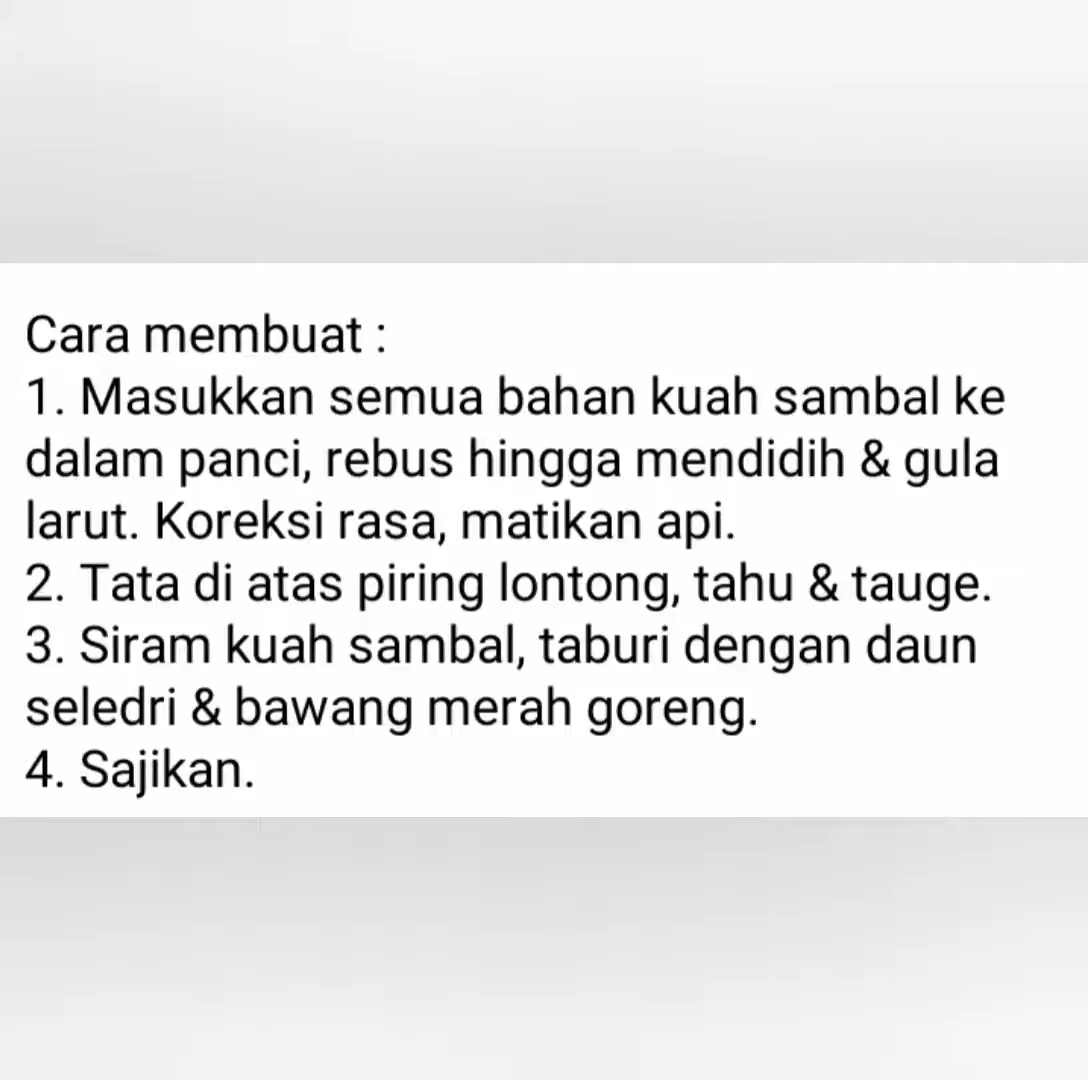 Cara membuat :
1. Masukkan semua bahan kuah sambal ke
dalam panci, rebus hingga mendidih & gula
larut. Koreksi rasa, matikan api.
2. Tata di atas piring lontong, tahu & tauge.
3. Siram kuah sambal, taburi dengan daun
seledri & bawang merah goreng.
4. Sajikan.